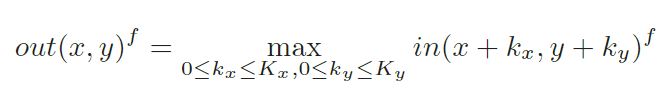 out(x, y)^f = max_{0≤k_x≤K_x,0≤k_y≤K_y} in(x + k_x, y + k_y)^f